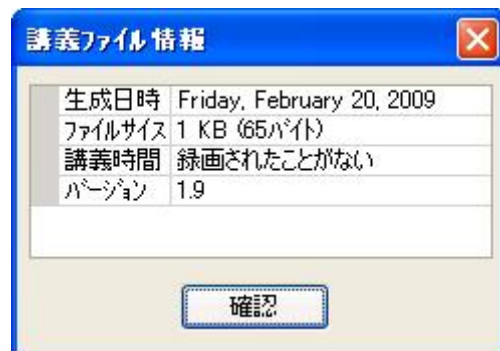 講義ﾌｧｲﾙ情報
生成日時 Friday, February 20, 2009
ﾌｧｲﾙｻｲｽﾞ 1 KB (65ﾊﾞｲﾄ)
講義時間 録画されたことがない
ﾊﾞｰｼﾞｮﾝ 1.9
確認